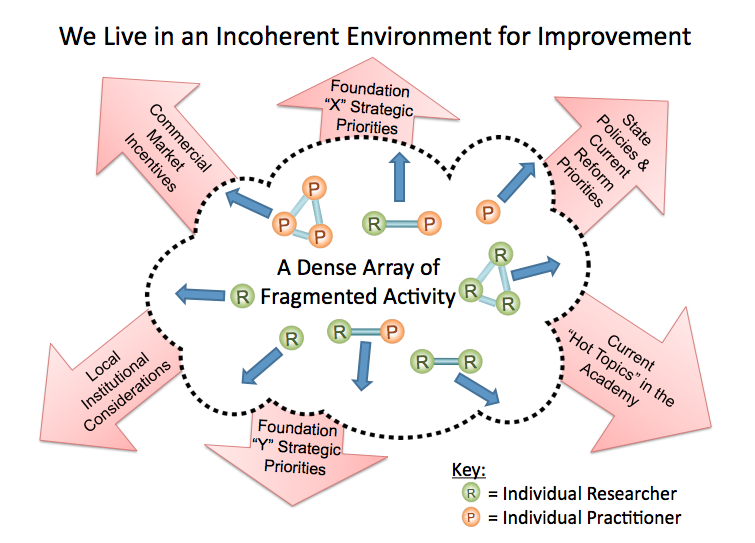 We Live in an Incoherent Environment for Improvement
Commercial
Market
Incentives
Foundation
“X” Strategic
Priorities
State
Policies &
Current
Reform
Priorities
P
P
P
R
P
P
R
R
R
A Dense Array of
R
Fragmented Activity
R
R
P
R
R
Local
Institutional
Considerations
Current
“Hot Topics” in the
Academy
Foundation
“Y” Strategic
Priorities
Key:
R = Individual Researcher
P = Individual Practitioner